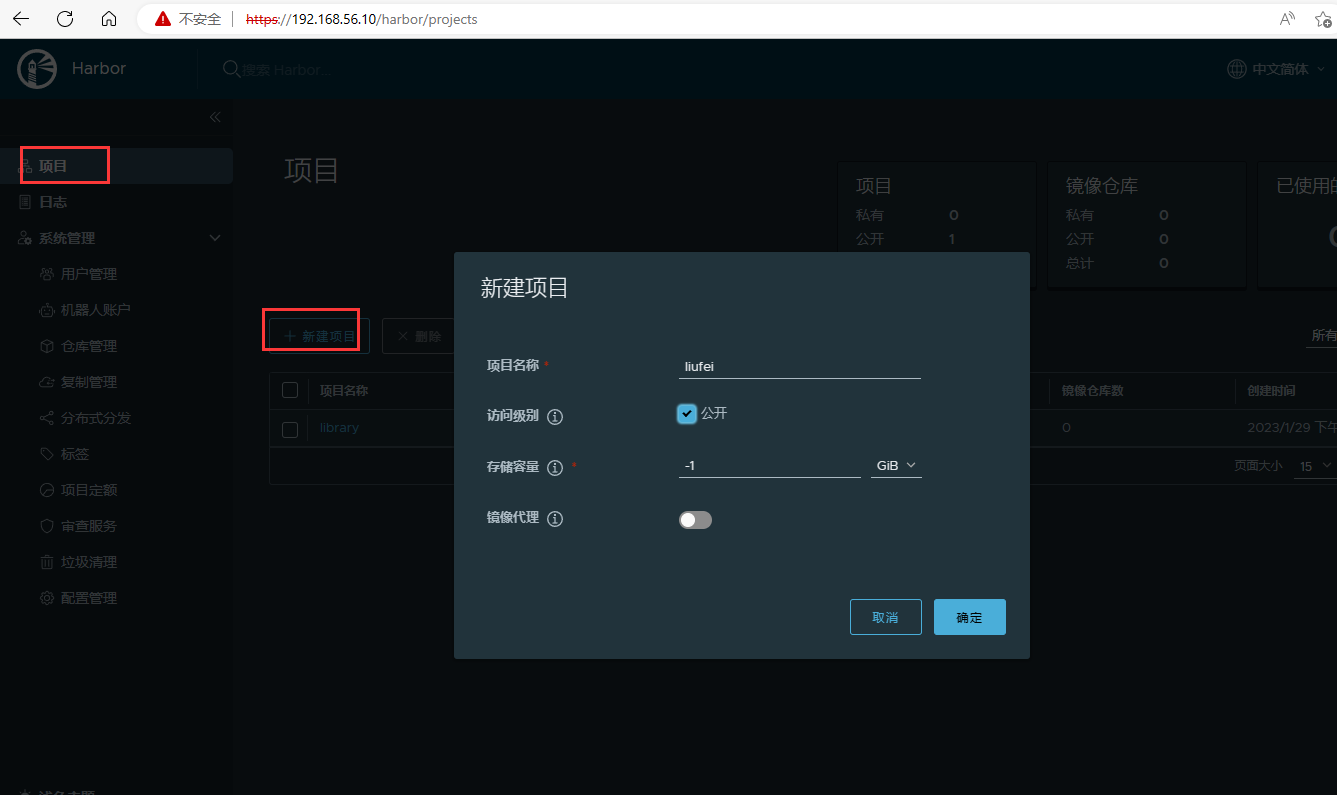 不安全 https://192.168.56.10/harbor/projects
Harbor
搜索 Harbor...
中文简体
项目
日志
系统管理
用户管理
机器人账户
仓库管理
复制管理
分布式分发
标签
项目定额
审查服务
垃圾清理
配置管理
项目
项目
私有 0
公开 1
镜像仓库
私有 0
公开 0
总计 0
已使用的
新建项目
删除
所有
项目名称
镜像仓库数
创建时间
library
0
2023/1/29 下午
页面大小 15
新建项目
项目名称 *
liufei
访问级别
公开
存储容量 *
-1
GiB
镜像代理
取消
确定